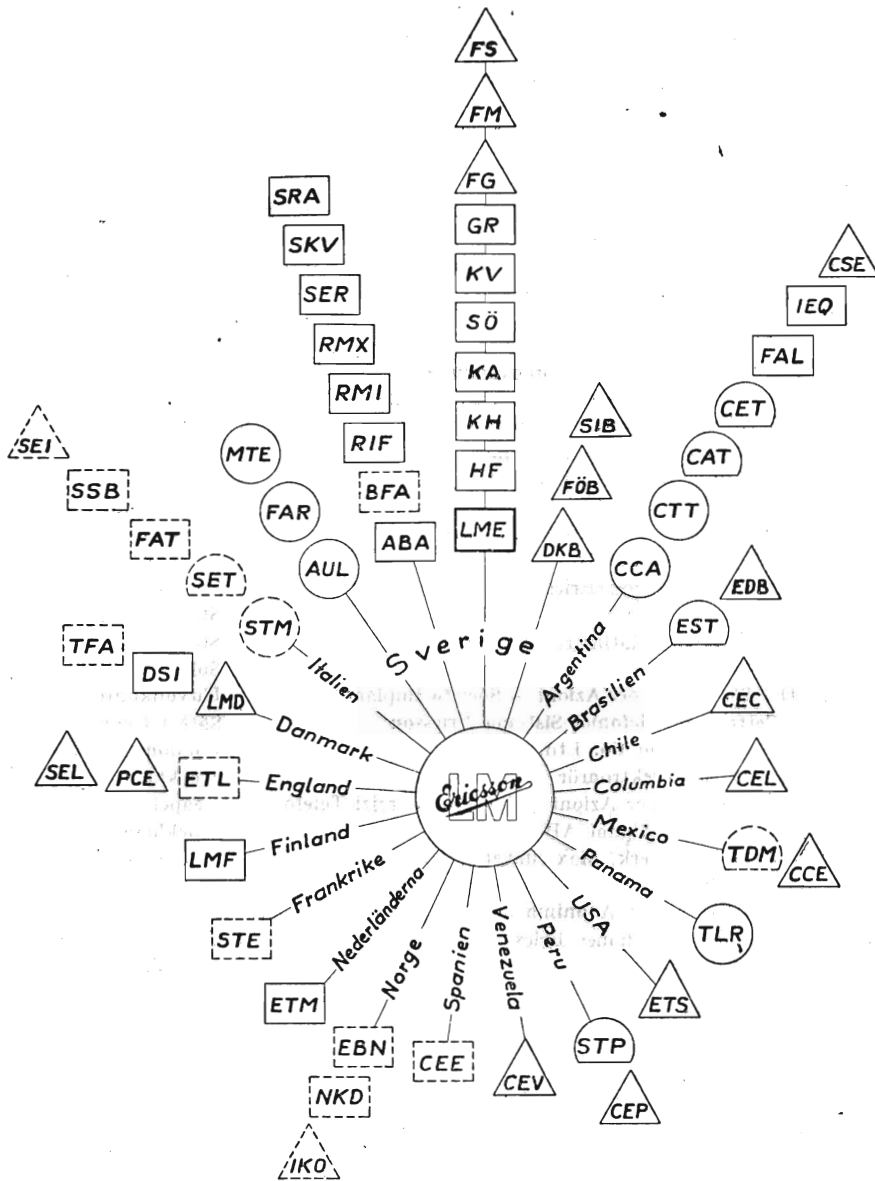 FS
FM
FG
GR
KV
SÖ
KA
KH
HF
LME
SRA
SKV
SER
RMX
RMI
RIF
BFA
ABA
MTE
FAR
AUL
SIB
FÖB
DKB
Sverige
CSE
IEQ
FAL
CET
CAT
CTT
CCA
Argentina
EDB
EST
Brasilien
CEC
Chile
CEL
Columbia
Mexico
TDM
CCE
Panama
TLR
USA
ETS
Peru
STP
CEP
Venezuela
CEV
Spanien
CEE
Norge
EBN
NKD
IKO
Nederländerna
ETM
Frankrike
STE
Finland
LMF
England
ETL
PCE
SEL
Danmark
LMD
DSI
TFA
Italien
STM
SET
FAT
SSB
SEI
LM
Ericsson